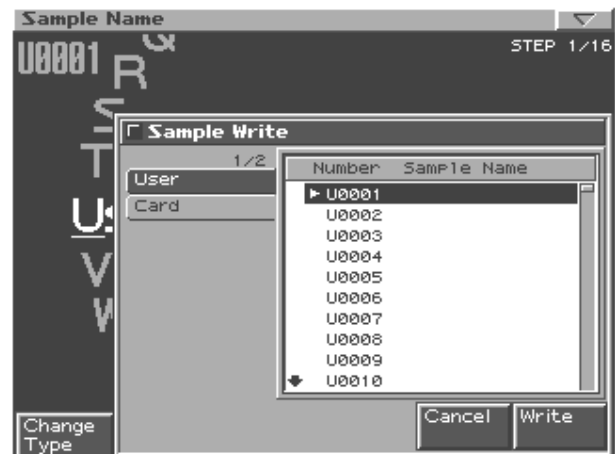 Sample Name
U0001
STEP 1/16
Q
R
S
T
Us
V
W
Sample Write
1/2
User
Card
Number Sample Name
U0001
U0002
U0003
U0004
U0005
U0006
U0007
U0008
U0009
U0010
Cancel
Write
Change
Type